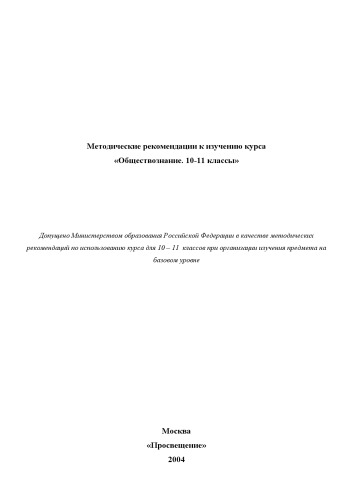 Методические рекомендации к изучению курса
«Обществознание. 10-11 классы»
Допущено Министерством образования Российской Федерации в качестве методических
рекомендаций по использованию курса для 10 – 11 классов при организации изучения предмета на
базовом уровне
Москва
«Просвещение»
2004